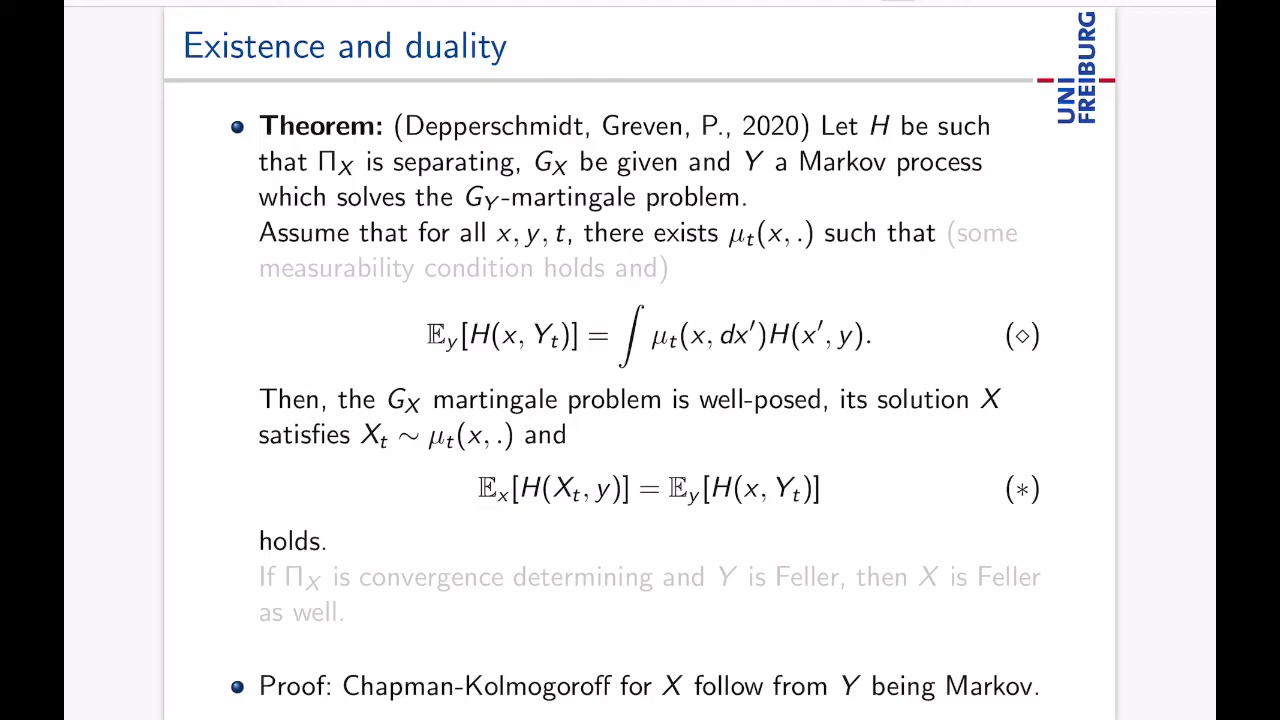 Existence and duality
UNI
FREIBURG
Theorem: (Depperschmidt, Greven, P., 2020) Let H be such
that Π_X is separating, G_X be given and Y a Markov process
which solves the G_Y-martingale problem.
Assume that for all x, y, t, there exists μ_t(x, .) such that (some
measurability condition holds and)
𝔼_y[H(x, Y_t)] = ∫ μ_t(x, dx′)H(x′, y). (⋄)
Then, the G_X martingale problem is well-posed, its solution X
satisfies X_t ∼ μ_t(x, .) and
𝔼_x[H(X_t, y)] = 𝔼_y[H(x, Y_t)] (∗)
holds.
If Π_X is convergence determining and Y is Feller, then X is Feller
as well.
Proof: Chapman-Kolmogoroff for X follow from Y being Markov.